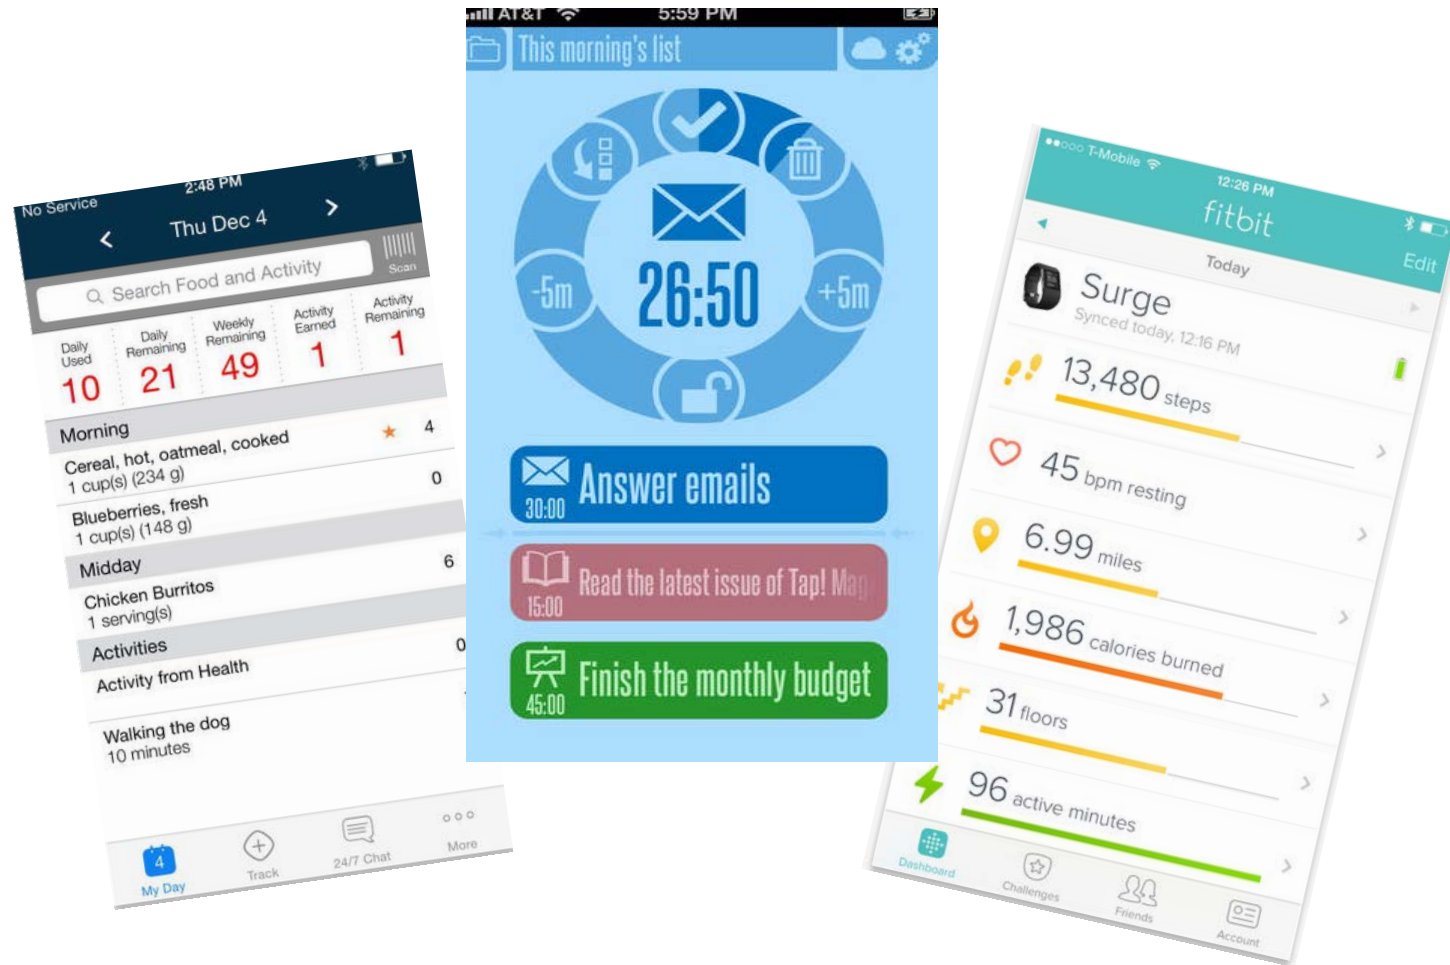 No Service
2:48 PM
Thu Dec 4
Search Food and Activity
Scan
Daily
Used
10
Daily
Remaining
21
Weekly
Remaining
49
Activity
Earned
1
Activity
Remaining
1
Morning
Cereal, hot, oatmeal, cooked
4
1 cup(s) (234 g)
Blueberries, fresh
0
1 cup(s) (148 g)
Midday
Chicken Burritos
6
1 serving(s)
Activities
Activity from Health
0
Walking the dog
10 minutes
4
My Day
Track
24/7 Chat
More
AT&T
5:59 PM
This morning's list
-5m
26:50
+5m
Answer emails
30:00
Read the latest issue of Tap! Mag
15:00
Finish the monthly budget
45:00
T-Mobile
12:26 PM
fitbit
Edit
Today
Surge
Synced today, 12:16 PM
13,480 steps
45 bpm resting
6.99 miles
1,986 calories burned
31 floors
96 active minutes
Dashboard
Challenges
Friends
Account